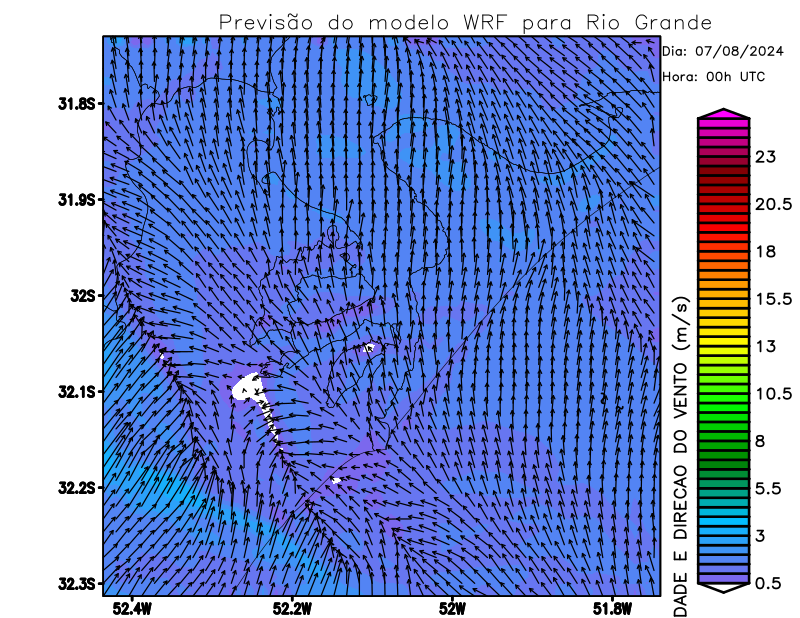 Previsão do modelo WRF para Rio Grande
Dia: 07/08/2024
Hora: 00h UTC
31.8S
31.9S
32S
32.1S
32.2S
32.3S
52.4W
52.2W
52W
51.8W
23
20.5
18
15.5
13
10.5
8
5.5
3
0.5
DADE E DIRECAO DO VENTO (m/s)